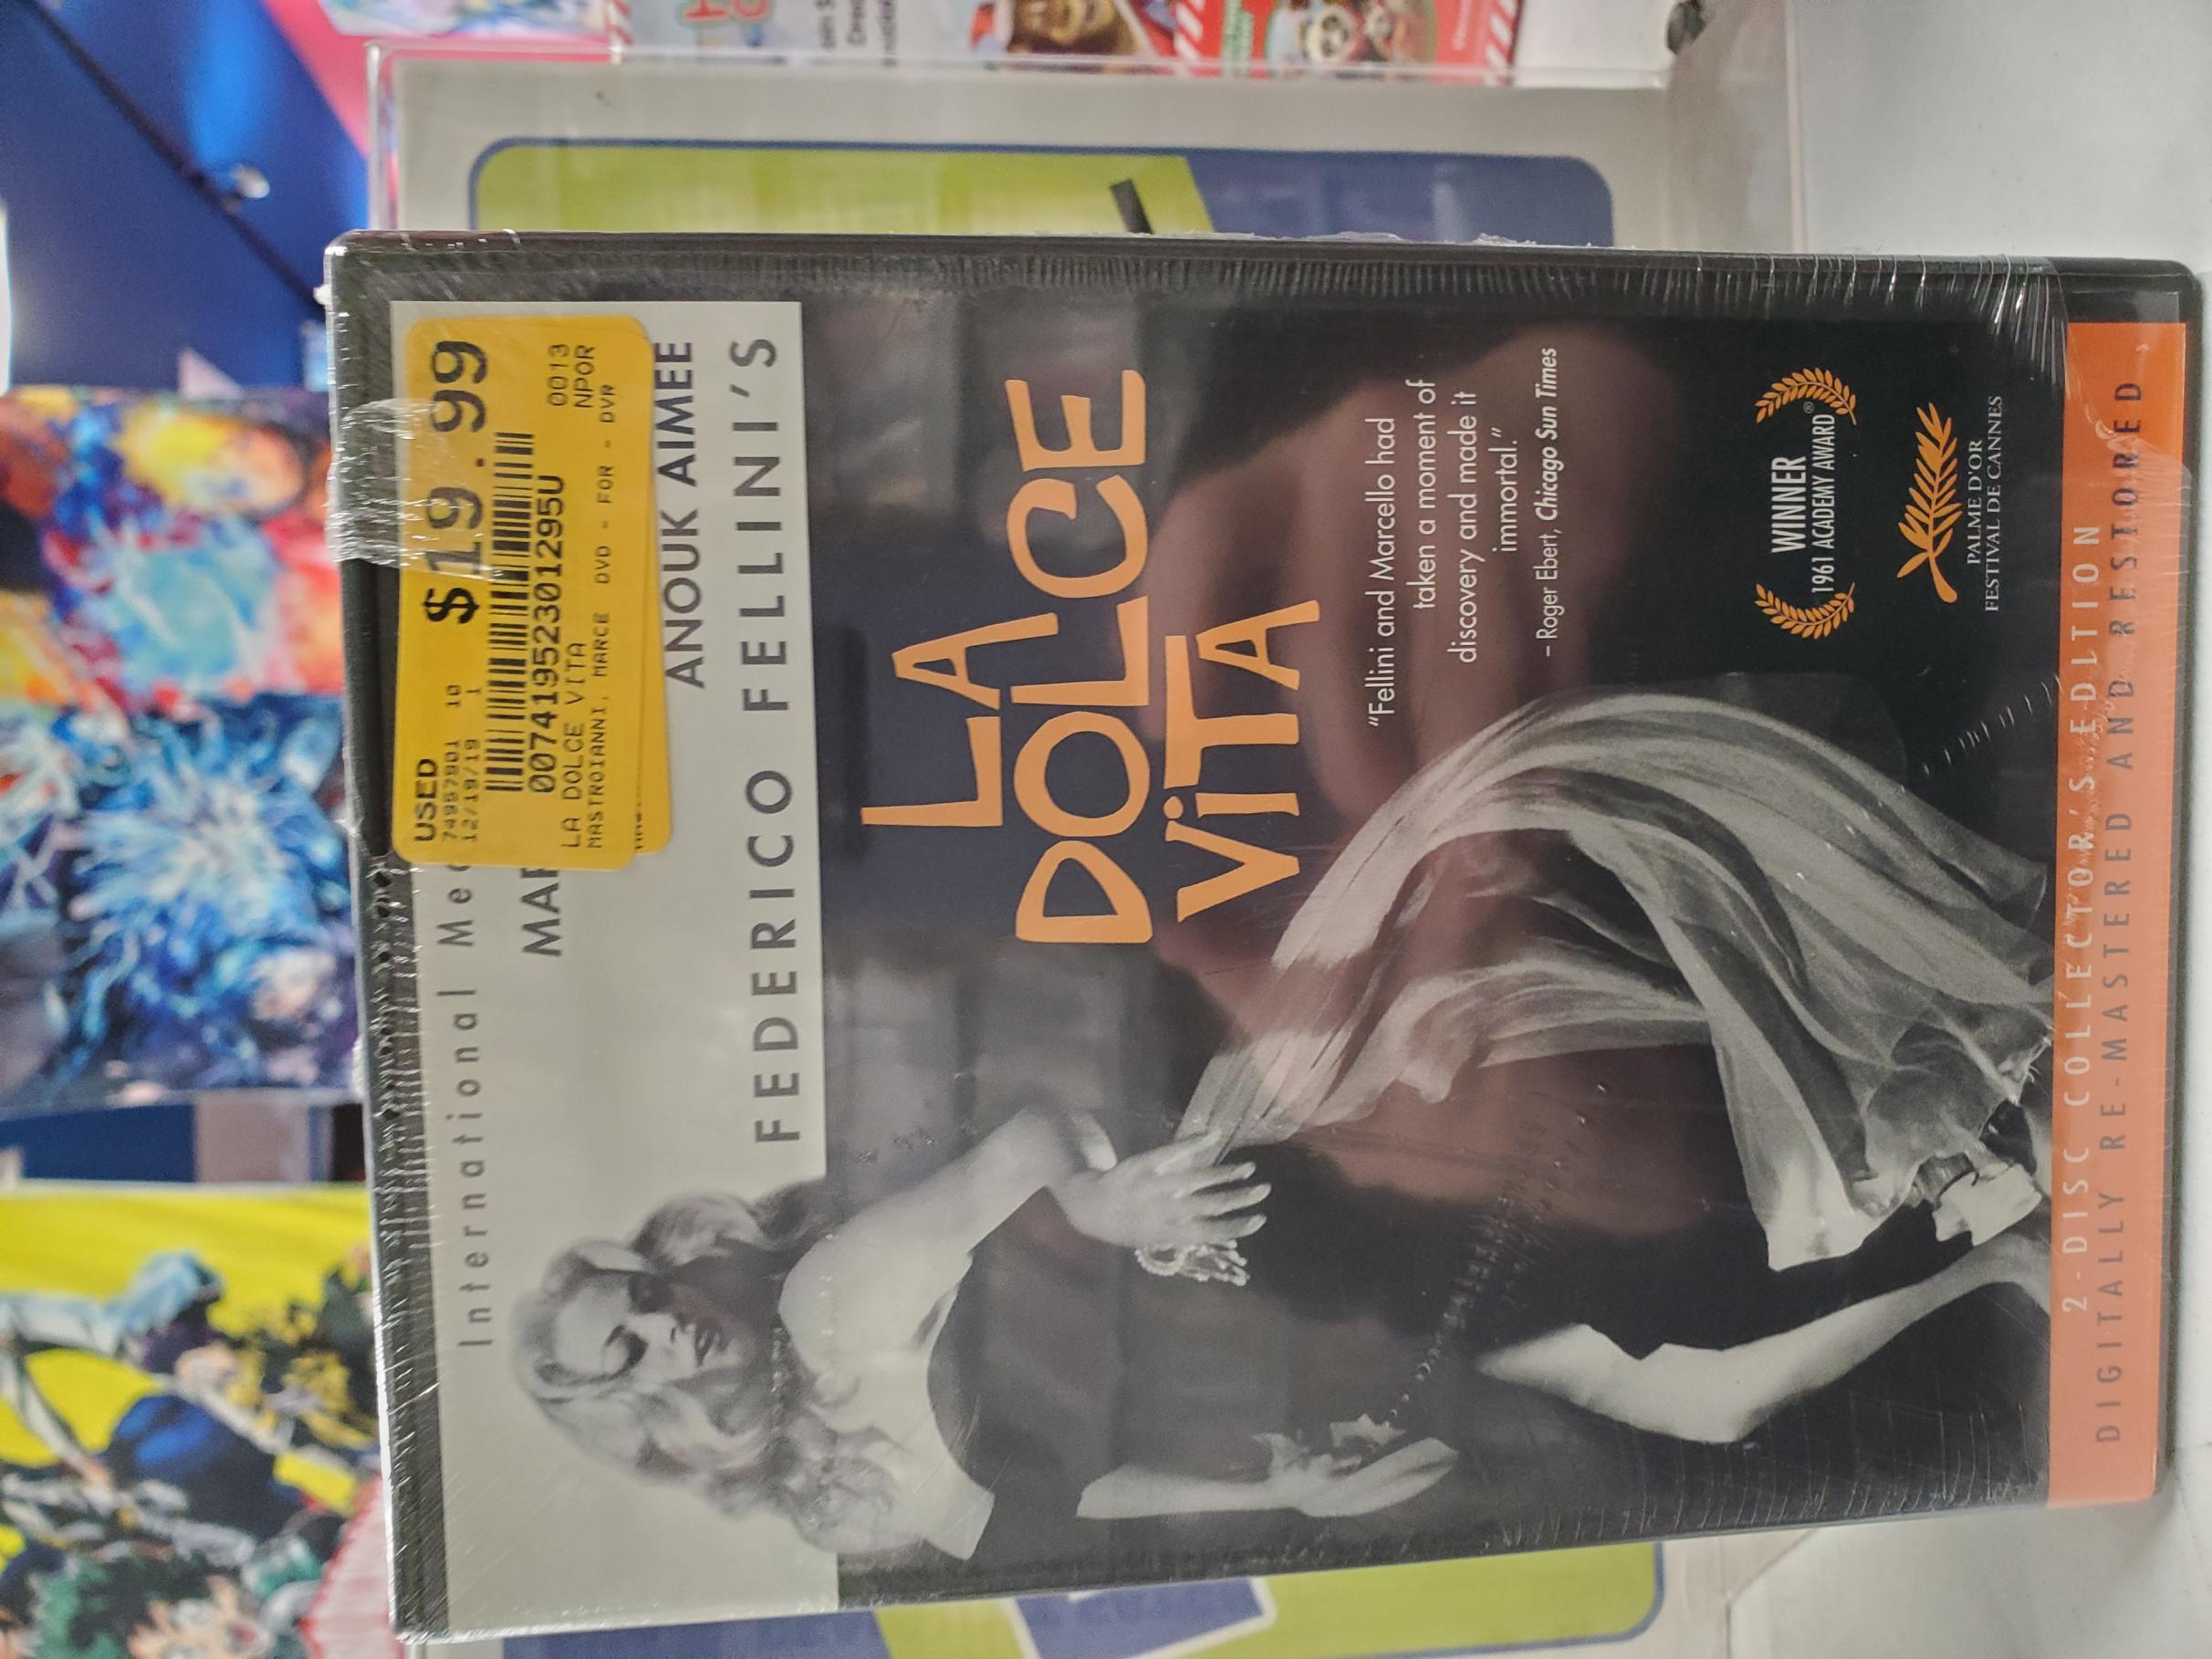 USED
$19.99
74957901 10
12/19/19 1
00741952301295U
LA DOLCE VITA 0013
MASTROIANNI, MARCE NPOR
DVD - FOR - DVR
International
ANOUK AIMEE
FEDERICO FELLINI'S
LA
DOLCE
ViTA
"Fellini and Marcello had
taken a moment of
discovery and made it
immortal."
– Roger Ebert, Chicago Sun Times
WINNER
1961 ACADEMY AWARD®
PALME D'OR
FESTIVAL DE CANNES
2-DISC COLLECTOR'S EDITION
DIGITALLY RE-MASTERED AND RESTORED